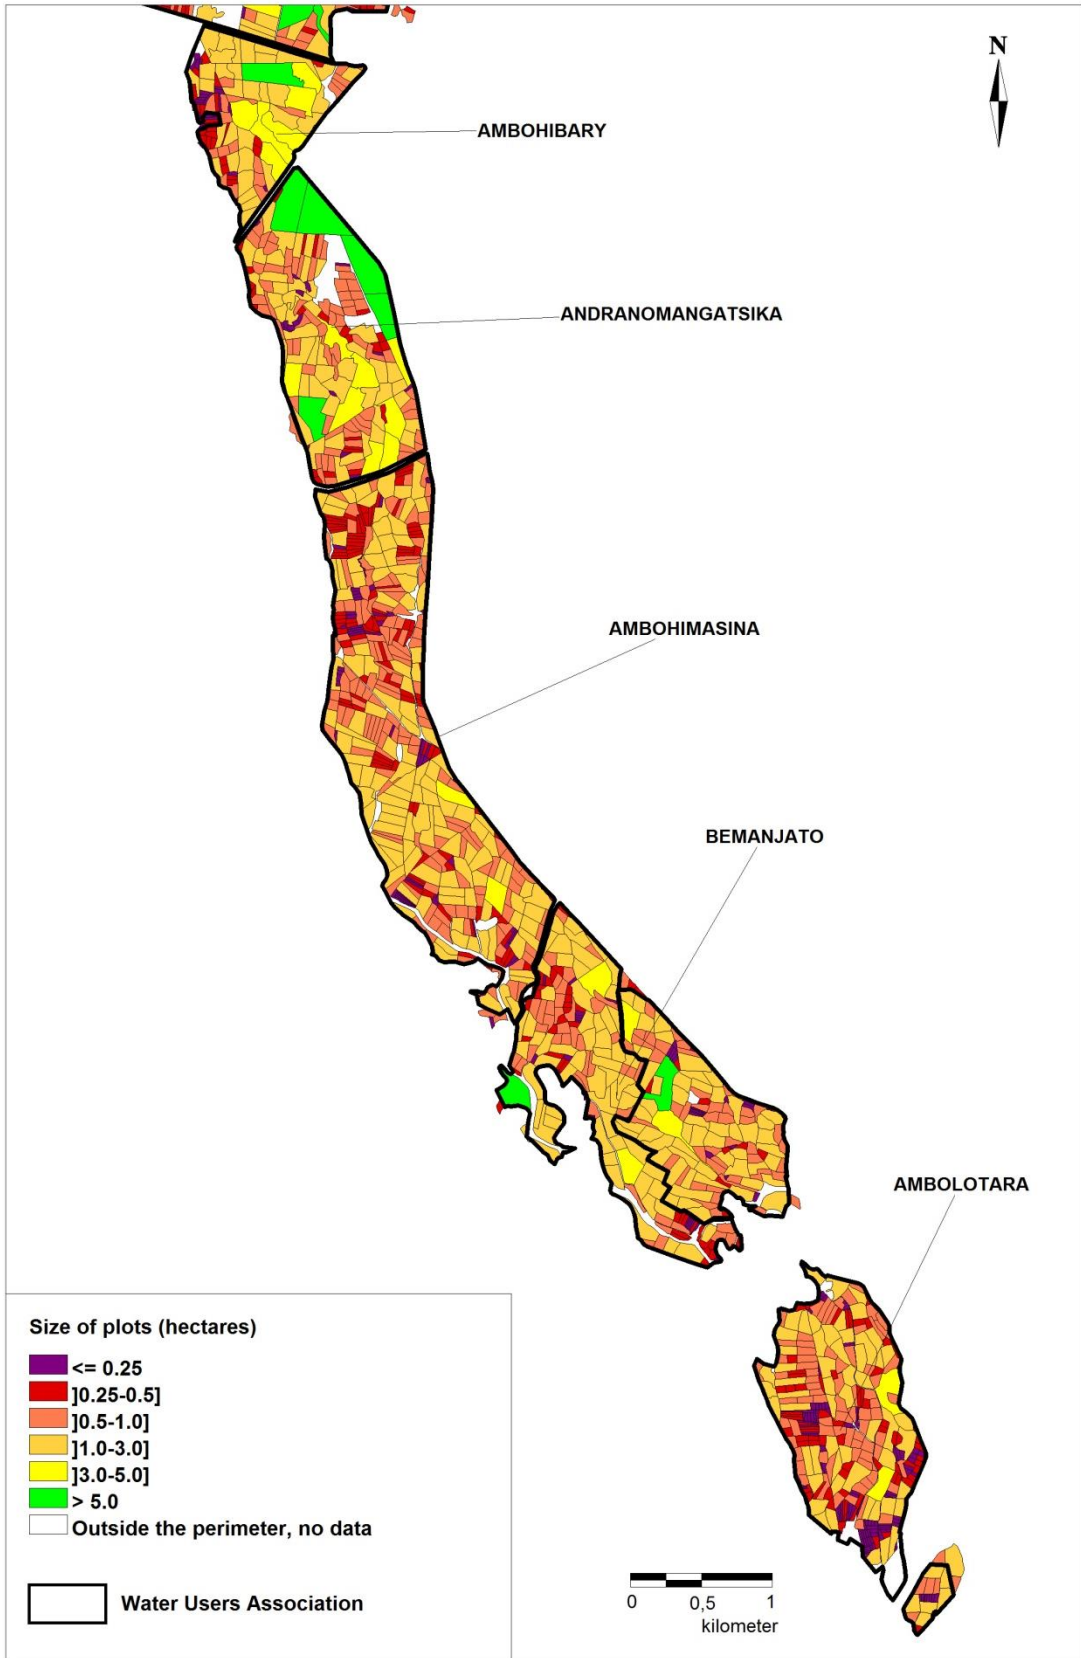 N
AMBOHIBARY
ANDRANOMANGATSIKA
AMBOHIMASINA
BEMANJATO
AMBOLOTARA
Size of plots (hectares)
<= 0.25
]0.25-0.5]
]0.5-1.0]
]1.0-3.0]
]3.0-5.0]
> 5.0
Outside the perimeter, no data
Water Users Association
0 0,5 1
kilometer